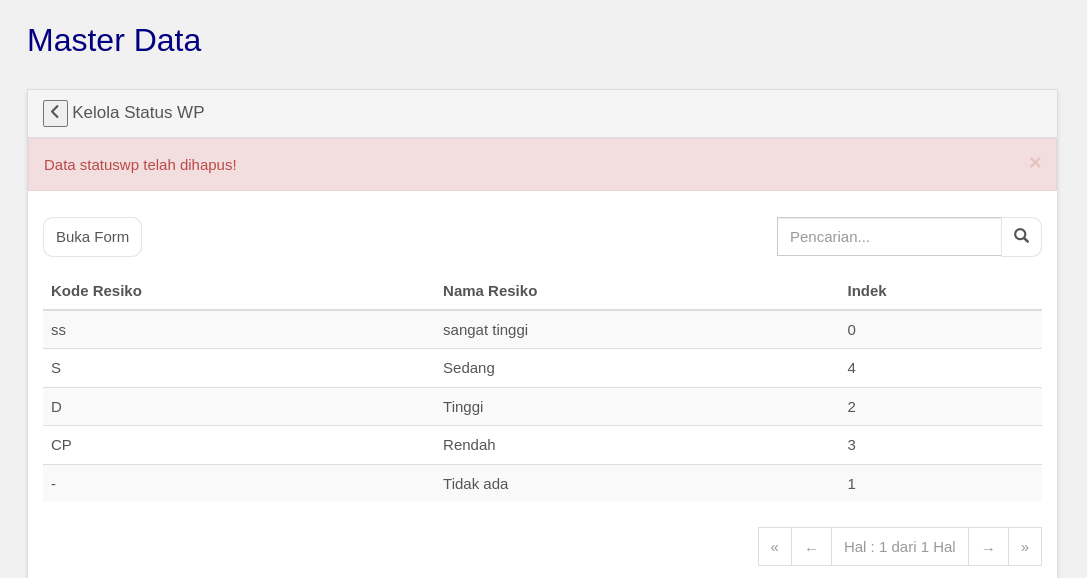 Master Data
Kelola Status WP
Data statuswp telah dihapus! ×
Buka Form Pencarian...
Kode Resiko Nama Resiko Indek
ss sangat tinggi 0
S Sedang 4
D Tinggi 2
CP Rendah 3
- Tidak ada 1
« ← Hal : 1 dari 1 Hal → »